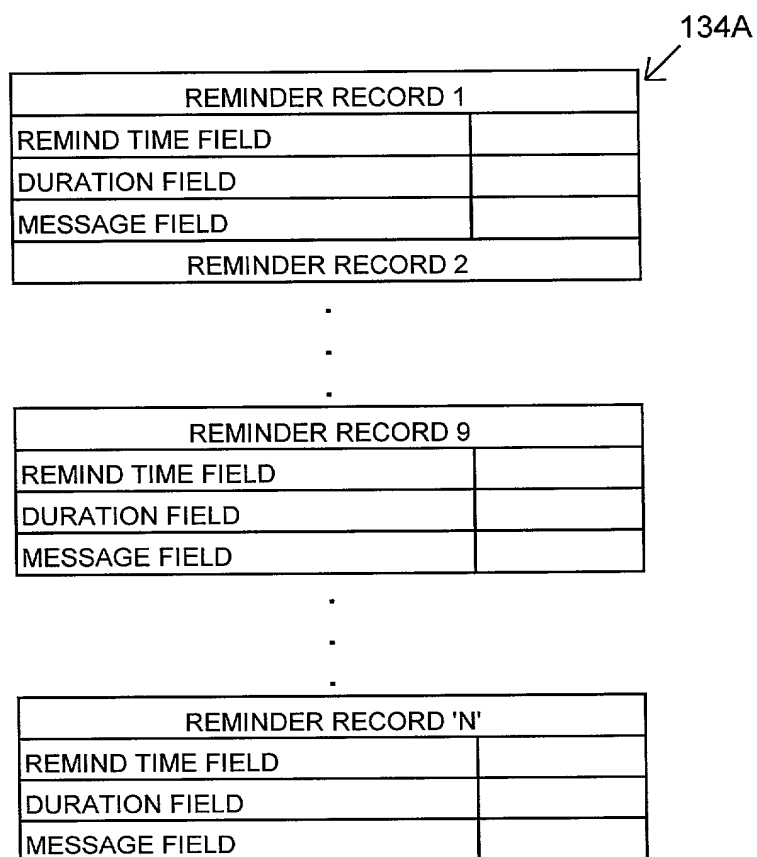 134A
REMINDER RECORD 1
REMIND TIME FIELD
DURATION FIELD
MESSAGE FIELD
REMINDER RECORD 2
REMINDER RECORD 9
REMIND TIME FIELD
DURATION FIELD
MESSAGE FIELD
REMINDER RECORD 'N'
REMIND TIME FIELD
DURATION FIELD
MESSAGE FIELD